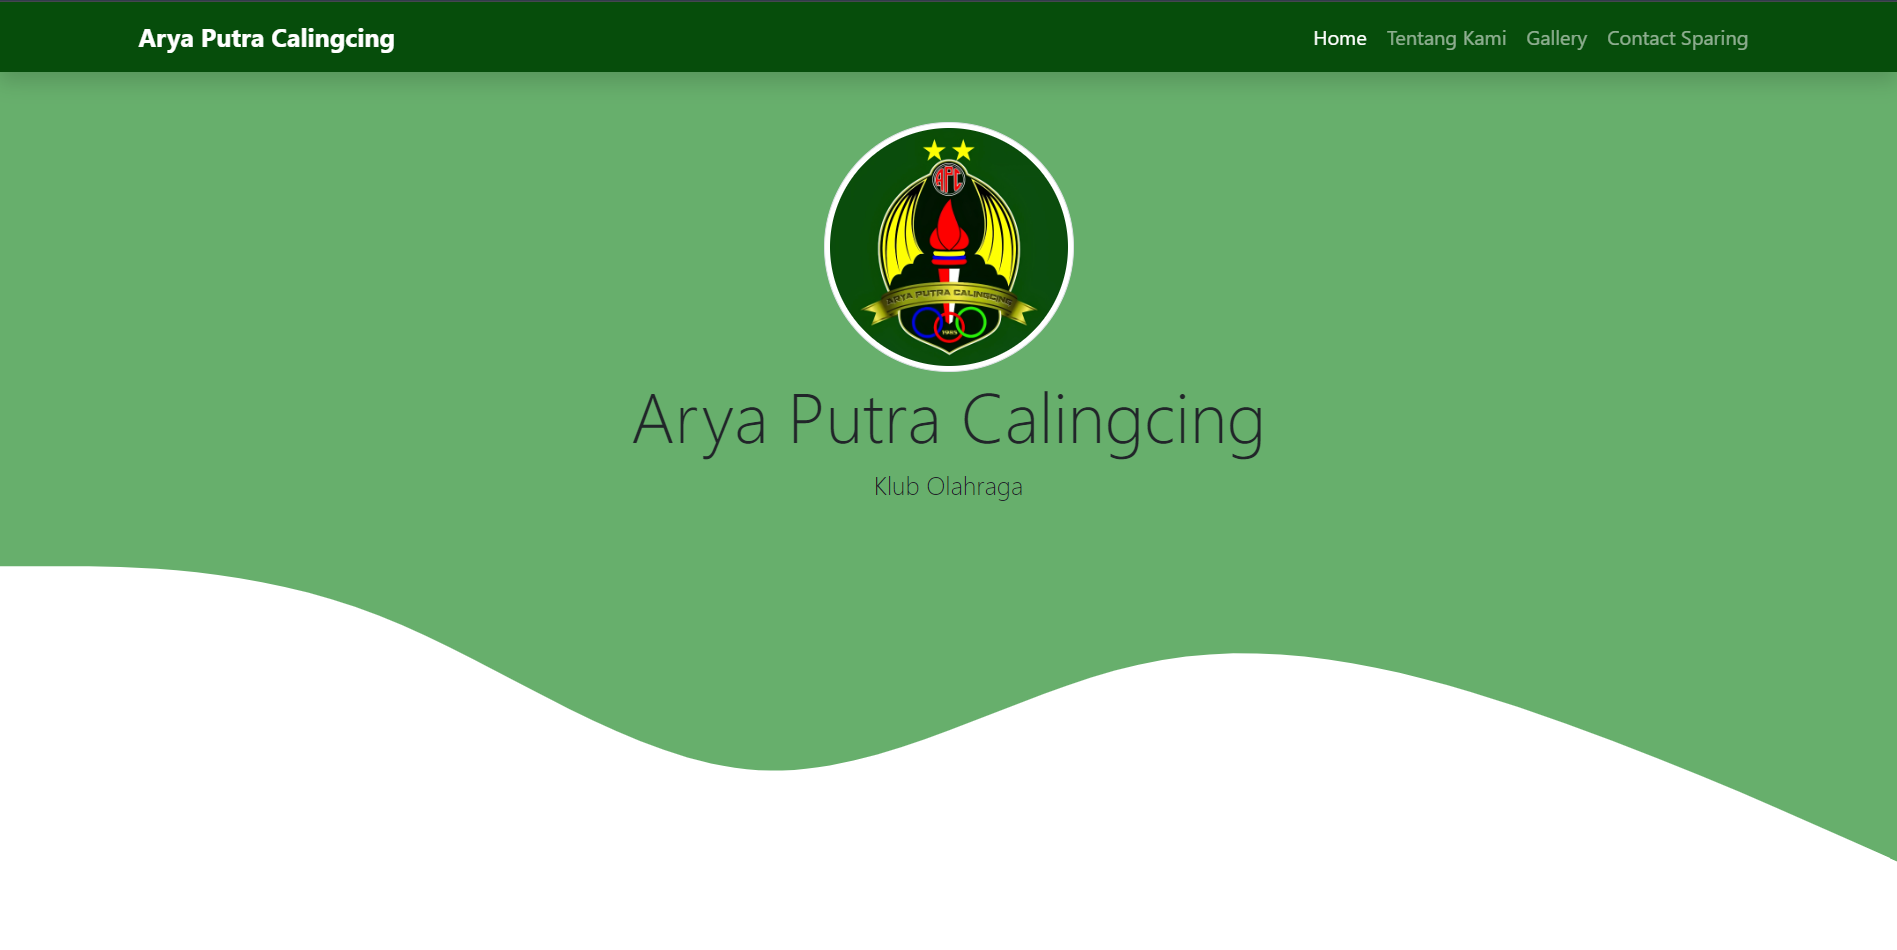 Arya Putra Calingcing
Home Tentang Kami Gallery Contact Sparing
APC
ARYA PUTRA CALINGCING
1985
Arya Putra Calingcing
Klub Olahraga